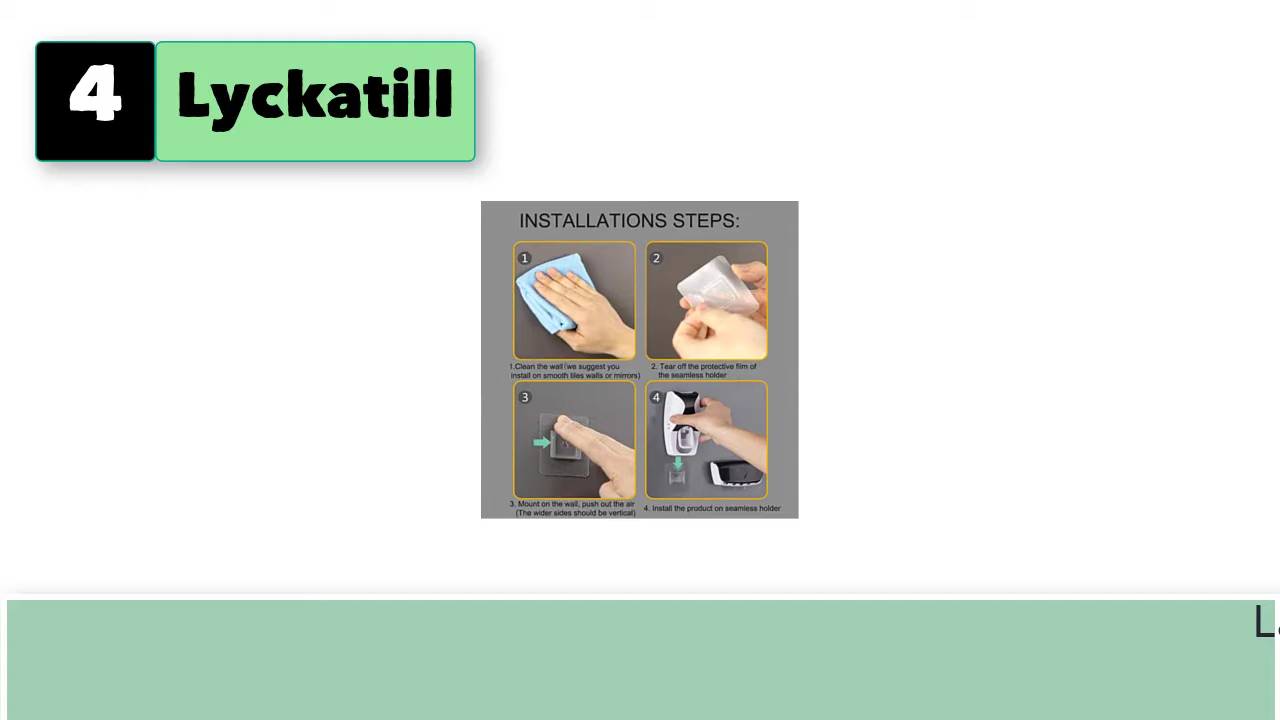 4 Lyckatill
INSTALLATIONS STEPS:
1
2
1.Clean the wall(we suggest you
install on smooth tiles walls or mirrors)
2. Tear off the protective film of
the seamless holder
3
4
3. Mount on the wall, push out the air
(The wider sides should be vertical)
4. Install the product on seamless holder
L